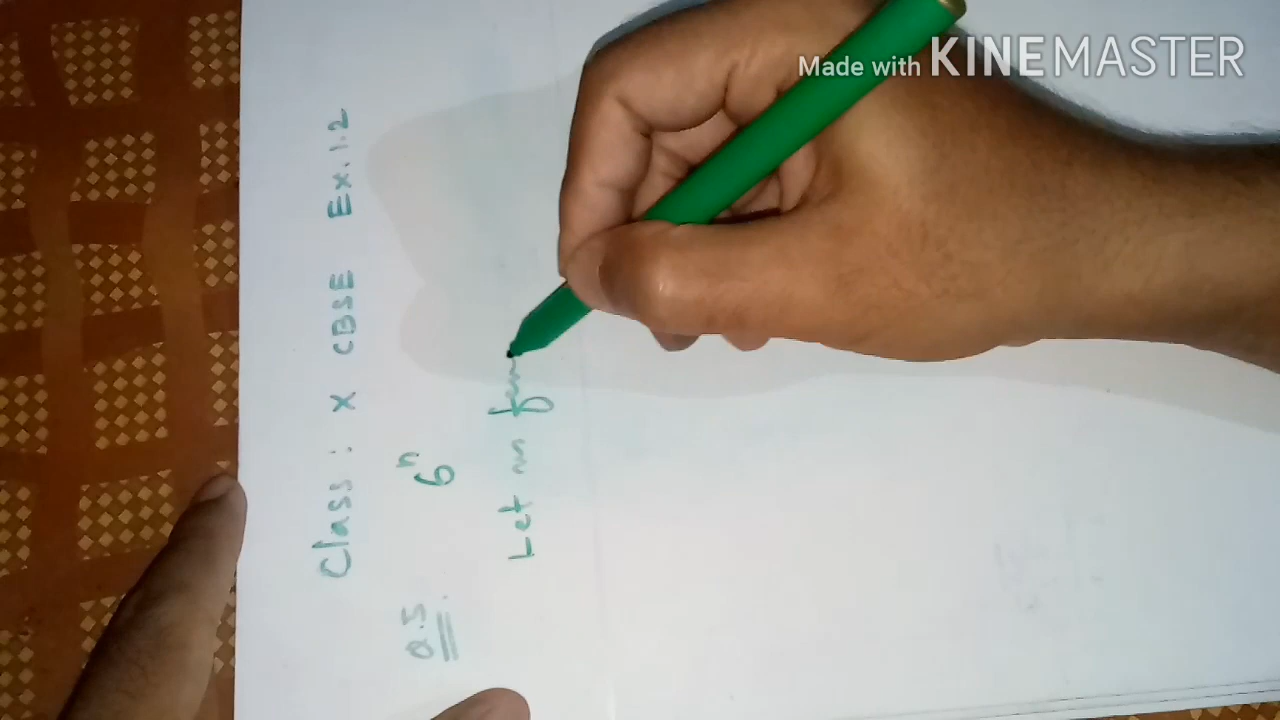 Made with KINEMASTER
Class : X CBSE Ex. 1.2
Q.5. 6ⁿ
Let